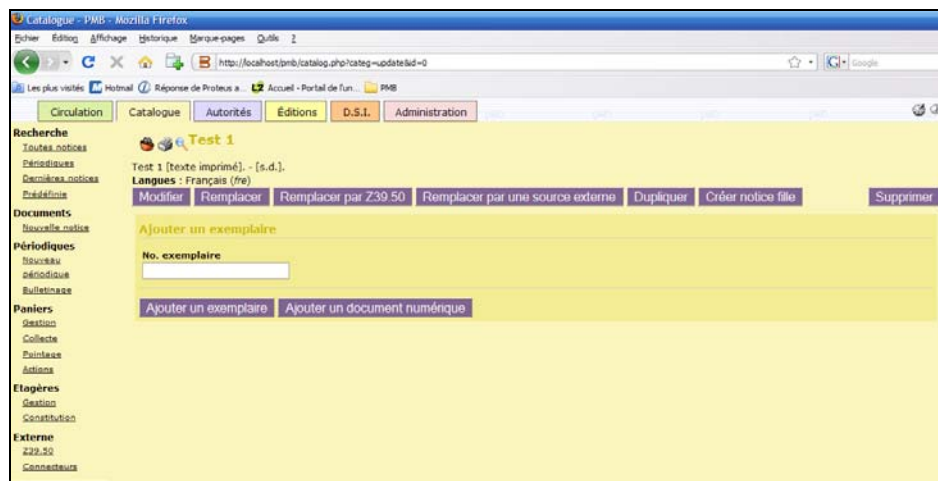 Catalogue - PMB - Mozilla Firefox
Fichier Édition Affichage Historique Marque-pages Outils ?
http://localhost/pmb/catalog.php?categ=update&id=0
Google
Les plus visités Hotmail Réponse de Proteus a... Accueil - Portail de l'un... PMB
Circulation Catalogue Autorités Éditions D.S.I. Administration
Recherche
Toutes notices
Périodiques
Dernières notices
Prédéfinie
Documents
Nouvelle notice
Périodiques
Nouveau
périodique
Bulletinage
Paniers
Gestion
Collecte
Pointage
Actions
Etagères
Gestion
Constitution
Externe
Z39.50
Connecteurs
Test 1
Test 1 [texte imprimé]. - [s.d.].
Langues : Français (fre)
Modifier Remplacer Remplacer par Z39.50 Remplacer par une source externe Dupliquer Créer notice fille Supprimer
Ajouter un exemplaire
No. exemplaire
Ajouter un exemplaire Ajouter un document numérique